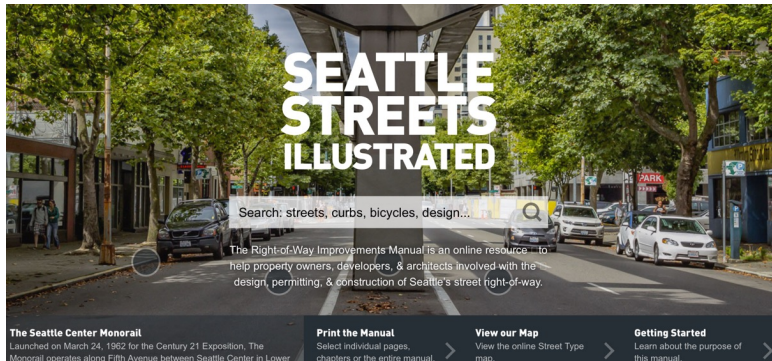 SEATTLE
STREETS
ILLUSTRATED
PARK
Search: streets, curbs, bicycles, design...
The Right-of-Way Improvements Manual is an online resource to
help property owners, developers, & architects involved with the
design, permitting, & construction of Seattle's street right-of-way.
The Seattle Center Monorail
Launched on March 24, 1962 for the Century 21 Exposition, The
Monorail operates along Fifth Avenue between Seattle Center in Lower
Print the Manual
Select individual pages,
chapters or the entire manual.
View our Map
View the online Street Type
map.
Getting Started
Learn about the purpose of
this manual.